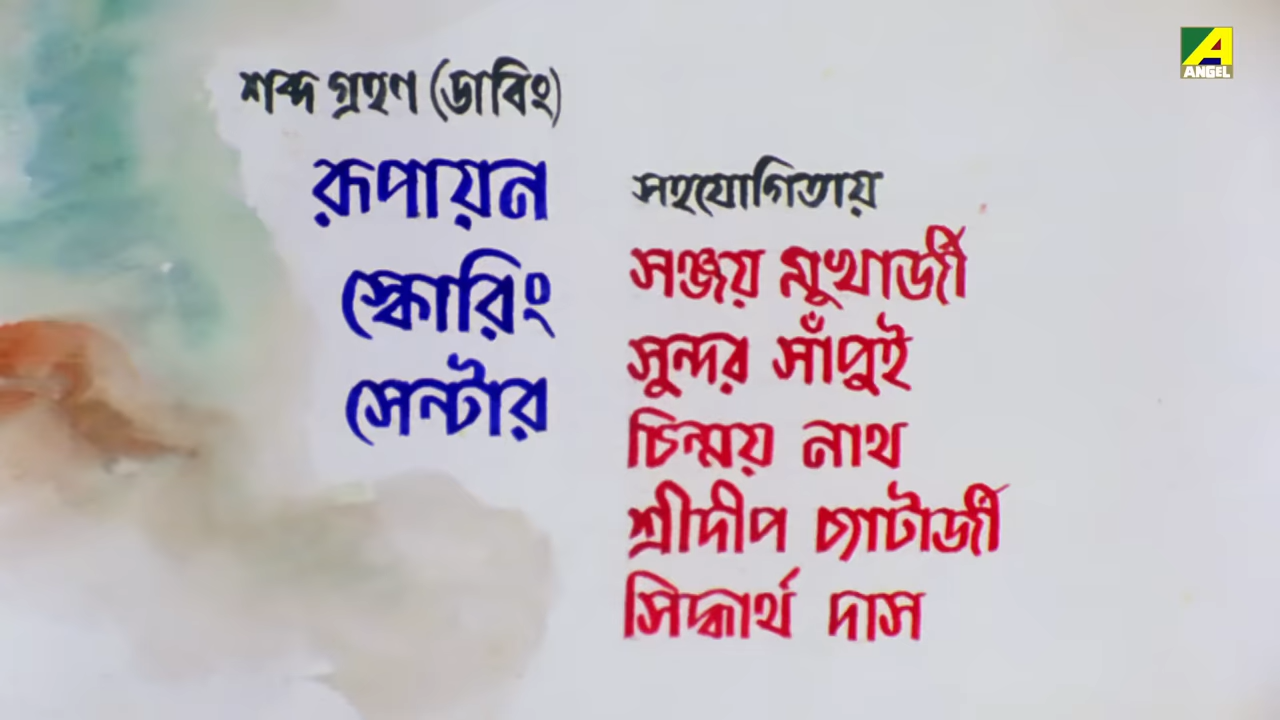 শব্দ গ্রহণ (ডাবিং)
রূপায়ন
স্কোরিং
সেন্টার
সহযোগিতায়
সঞ্জয় মুখার্জী
সুন্দর সাঁপুই
চিন্ময় নাথ
শ্রীদীপ চ্যাটার্জী
সিদ্ধার্থ দাস
A
ANGEL